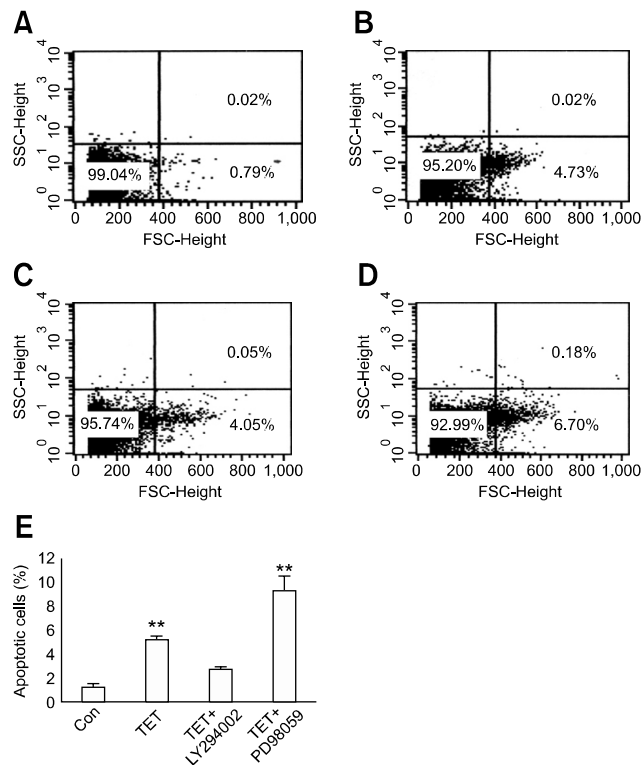 A
SSC-Height
10 4
10 3
10 2
10 1
10 0
0.02%
99.04%
0.79%
0 200 400 600 800 1,000
FSC-Height
B
SSC-Height
10 4
10 3
10 2
10 1
10 0
0.02%
95.20%
4.73%
0 200 400 600 800 1,000
FSC-Height
C
SSC-Height
10 4
10 3
10 2
10 1
10 0
0.05%
95.74%
4.05%
0 200 400 600 800 1,000
FSC-Height
D
SSC-Height
10 4
10 3
10 2
10 1
10 0
0.18%
92.99%
6.70%
0 200 400 600 800 1,000
FSC-Height
E
Apoptotic cells (%)
12
10
8
6
4
2
0
**
**
Con
TET
TET+
LY294002
TET+
PD98059